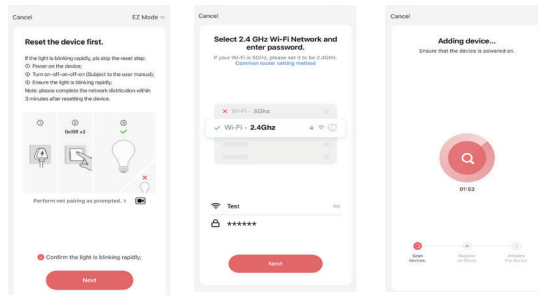 Cancel
EZ Mode
Reset the device first.
If the light is blinking rapidly, pls skip the reset step:
① Power on the device;
② Turn on-off-on-off-on (Subject to the user manual);
③ Ensure the light is blinking rapidly;
Note: please complete the network distribution within
3 minutes after resetting the device.
① ② ③
On/Off ×3
Perform net pairing as prompted. >
Confirm the light is blinking rapidly;
Next
Cancel
Select 2.4 GHz Wi-Fi Network and
enter password.
If your Wi-Fi is 5GHz, please set it to be 2.4GHz.
Common router setting method
Wi-Fi - 5Ghz
Wi-Fi - 2.4Ghz
Test
******
Next
Cancel
Adding device...
Ensure that the device is powered on.
01:53
Scan
devices.
Register
on Cloud.
Initialize
the device.